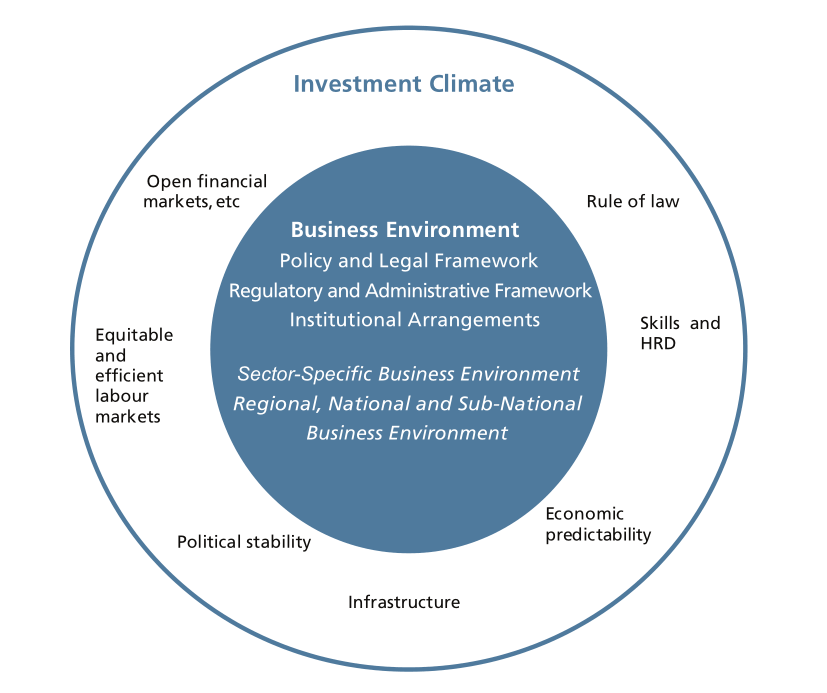 Investment Climate
Open financial
markets, etc
Rule of law
Business Environment
Policy and Legal Framework
Regulatory and Administrative Framework
Institutional Arrangements
Sector-Specific Business Environment
Regional, National and Sub-National
Business Environment
Equitable
and
efficient
labour
markets
Skills and
HRD
Political stability
Economic
predictability
Infrastructure